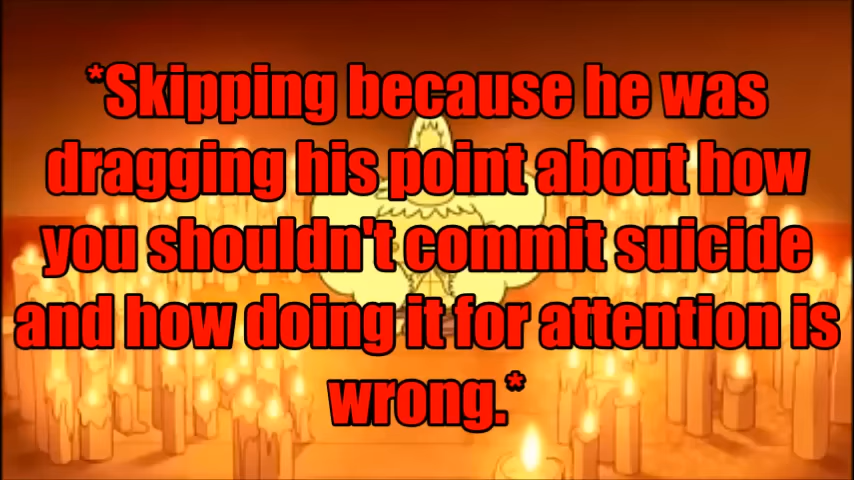 *Skipping because he was
dragging his point about how
you shouldn't commit suicide
and how doing it for attention is
wrong.*